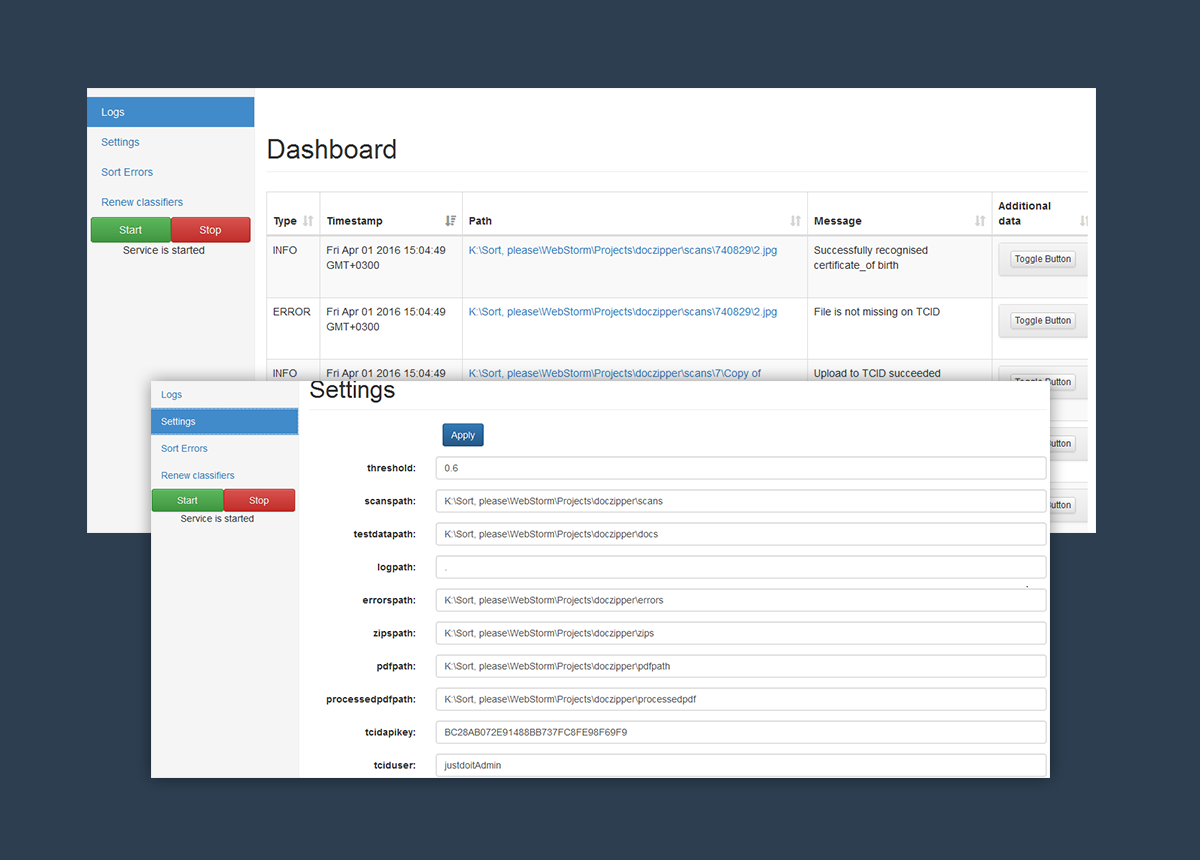 Logs
Settings
Sort Errors
Renew classifiers
Start Stop
Service is started
Dashboard
Type Timestamp Path Message Additional data
INFO Fri Apr 01 2016 15:04:49 GMT+0300 K:\Sort, please\WebStorm\Projects\doczipper\scans\740829\2.jpg Successfully recognised certificate_of birth Toggle Button
ERROR Fri Apr 01 2016 15:04:49 GMT+0300 K:\Sort, please\WebStorm\Projects\doczipper\scans\740829\2.jpg File is not missing on TCID Toggle Button
INFO Fri Apr 01 2016 15:04:49 K:\Sort, please\WebStorm\Projects\doczipper\scans\7\Copy of Upload to TCID succeeded Toggle Button
utton
utton
Logs
Settings
Sort Errors
Renew classifiers
Start Stop
Service is started
Settings
Apply
threshold: 0.6
scanspath: K:\Sort, please\WebStorm\Projects\doczipper\scans
testdatapath: K:\Sort, please\WebStorm\Projects\doczipper\docs
logpath: .
errorspath: K:\Sort, please\WebStorm\Projects\doczipper\errors
zipspath: K:\Sort, please\WebStorm\Projects\doczipper\zips
pdfpath: K:\Sort, please\WebStorm\Projects\doczipper\pdfpath
processedpdfpath: K:\Sort, please\WebStorm\Projects\doczipper\processedpdf
tcidapikey: BC28AB072E91488BB737FC8FE98F69F9
tciduser: justdoitAdmin